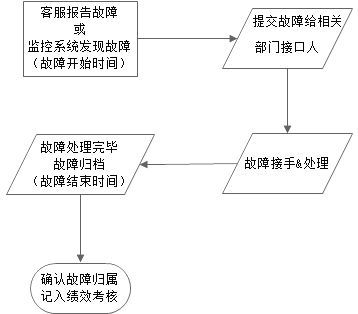 客服报告故障
或
监控系统发现故障
（故障开始时间）
提交故障给相关
部门接口人
故障接手&处理
故障处理完毕
故障归档
（故障结束时间）
确认故障归属
记入绩效考核